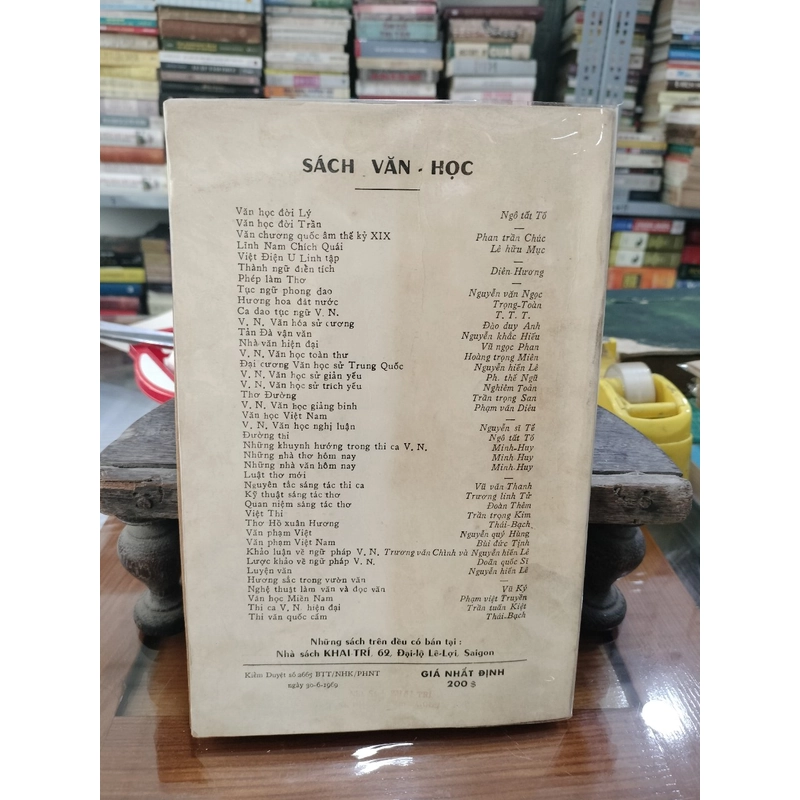 SÁCH VĂN - HỌC
Văn học đời Lý Ngô tất Tố
Văn học đời Trần —
Văn chương quốc âm thế kỷ XIX Phan trần Chúc
Lĩnh Nam Chích Quái Lê hữu Mục
Việt Điện U Linh tập —
Thành ngữ điển tích Diên Hương
Phép làm Thơ —
Tục ngữ phong dao Nguyễn văn Ngọc
Hương hoa đất nước Trọng-Toàn
Ca dao tục ngữ V. N. T. T. T.
V. N. Văn hóa sử cương Đào duy Anh
Tản Đà vận văn Nguyễn khắc Hiếu
Nhà văn hiện đại Vũ ngọc Phan
V. N. Văn học toàn thư Hoàng trọng Miên
Đại cương Văn học sử Trung Quốc Nguyễn hiến Lê
V. N. Văn học sử giản yếu Ph. thế Ngũ
V. N. Văn học sử trích yếu Nghiêm Toản
Thơ Đường Trần trọng San
V. N. Văn học giảng bình Phạm văn Diêu
Văn học Việt Nam —
V. N. Văn học nghị luận Nguyễn sĩ Tế
Đường thi Ngô tất Tố
Những khuynh hướng trong thi ca V. N. Minh-Huy
Những nhà thơ hôm nay Minh Huy
Những nhà văn hôm nay Minh Huy
Luật thơ mới —
Nguyên tắc sáng tác thi ca Vũ văn Thanh
Kỹ thuật sáng tác thơ Trương linh Tử
Quan niệm sáng tác thơ Đoàn Thêm
Việt Thi Trần trọng Kim
Thơ Hồ xuân Hương Thái-Bạch
Văn phạm Việt Nguyễn quý Hùng
Văn phạm Việt Nam Bùi đức Tịnh
Khảo luận về ngữ pháp V. N. Trương văn Chình và Nguyễn hiến Lê
Lược khảo về ngữ pháp V. N. Doãn quốc Sĩ
Luyện văn Nguyễn hiến Lê
Hương sắc trong vườn văn —
Nghệ thuật làm văn và đọc văn Vũ Ký
Văn học Miền Nam Phạm việt Truyền
Thi ca V. N. hiện đại Trần tuấn Kiệt
Thi văn quốc cấm Thái-Bạch
Những sách trên đều có bán tại :
Nhà sách KHAI-TRÍ, 62, Đại-lộ Lê-Lợi, Saigon
Kiểm Duyệt số 2665 BTT/NHK/PHNT
ngày 30-6-1969
GIÁ NHẤT ĐỊNH
200 $